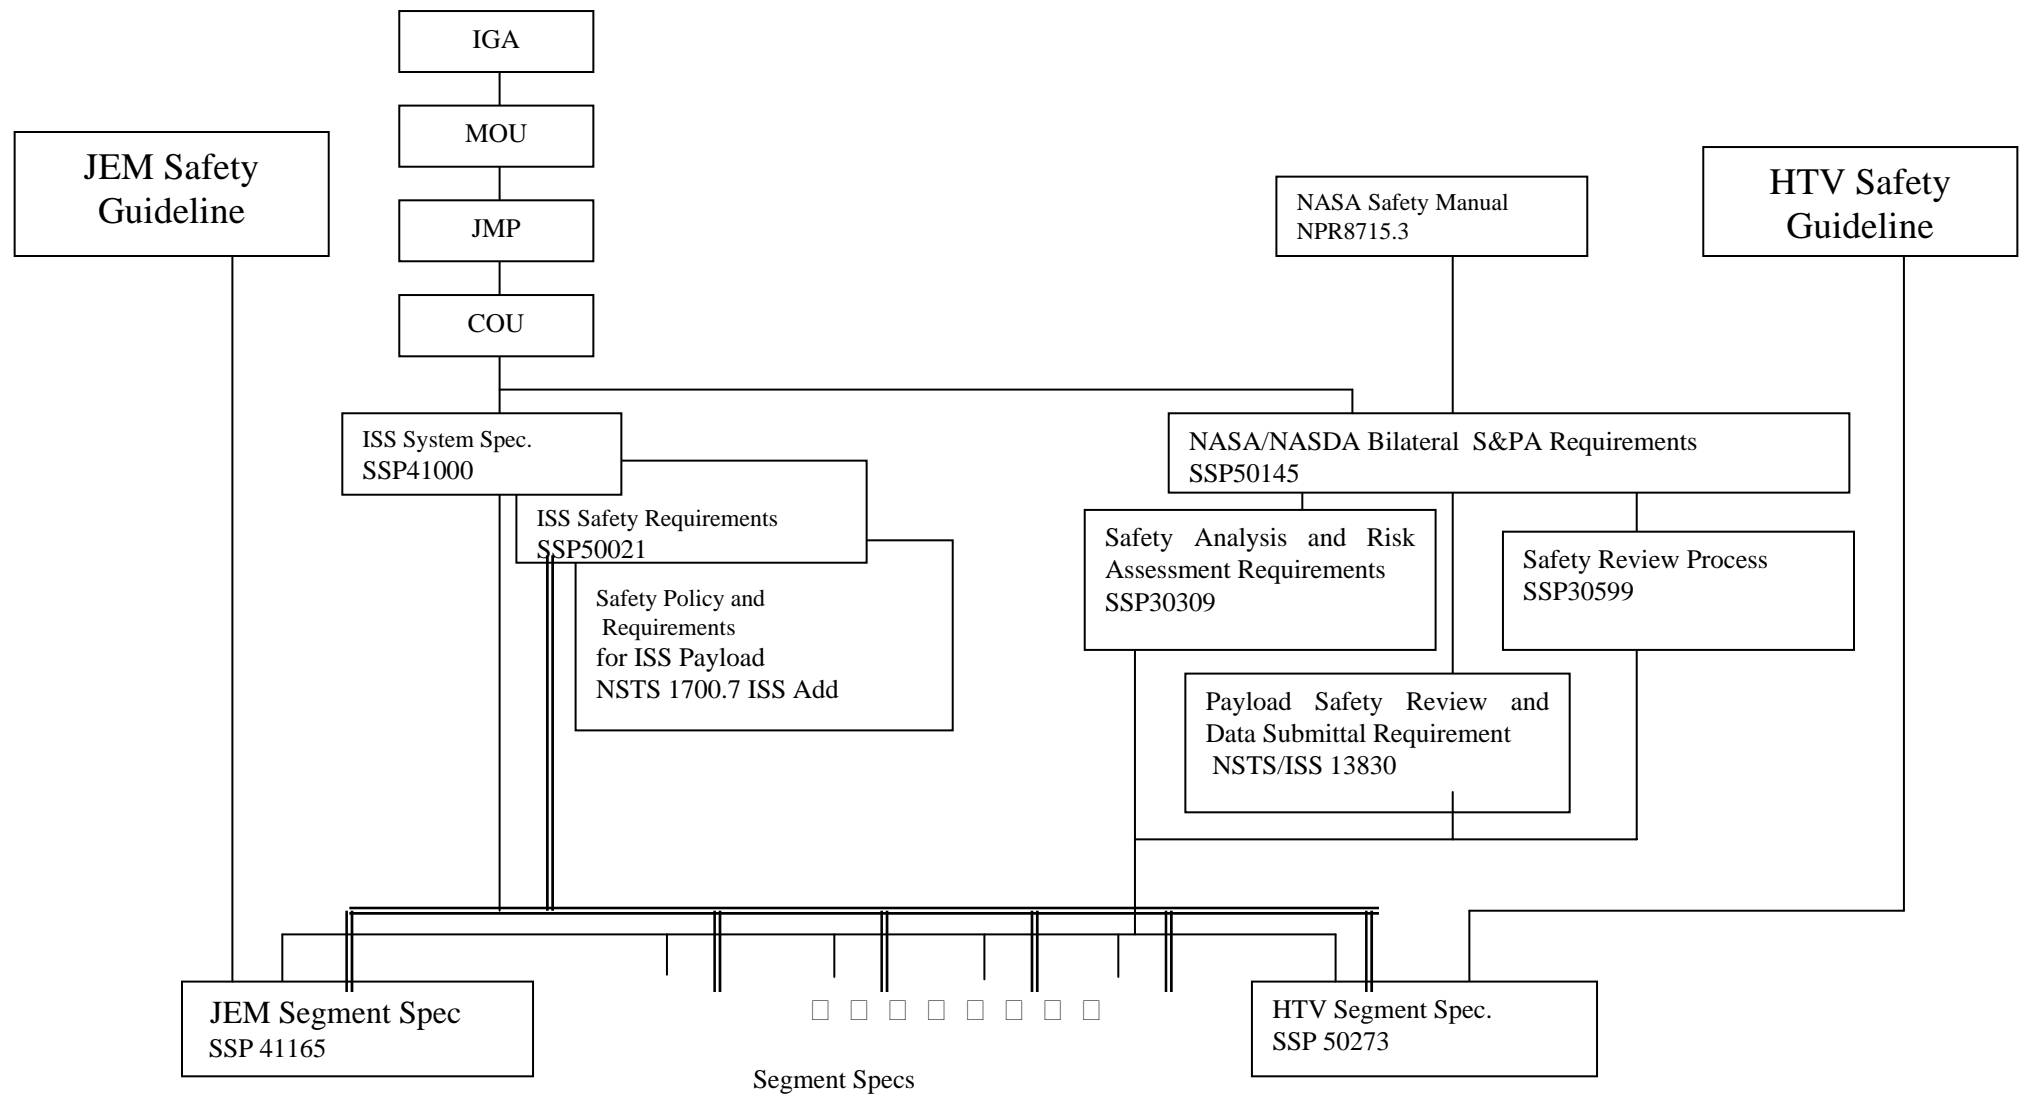 IGA
MOU
JEM Safety
Guideline
JMP
COU
NASA Safety Manual
NPR8715.3
HTV Safety
Guideline
ISS System Spec.
SSP41000
ISS Safety Requirements
SSP50021
Safety Policy and
Requirements
for ISS Payload
NSTS 1700.7 ISS Add
NASA/NASDA Bilateral S&PA Requirements
SSP50145
Safety Analysis and Risk
Assessment Requirements
SSP30309
Safety Review Process
SSP30599
Payload Safety Review and
Data Submittal Requirement
NSTS/ISS 13830
JEM Segment Spec
SSP 41165
□ □ □ □ □ □ □ □
Segment Specs
HTV Segment Spec.
SSP 50273